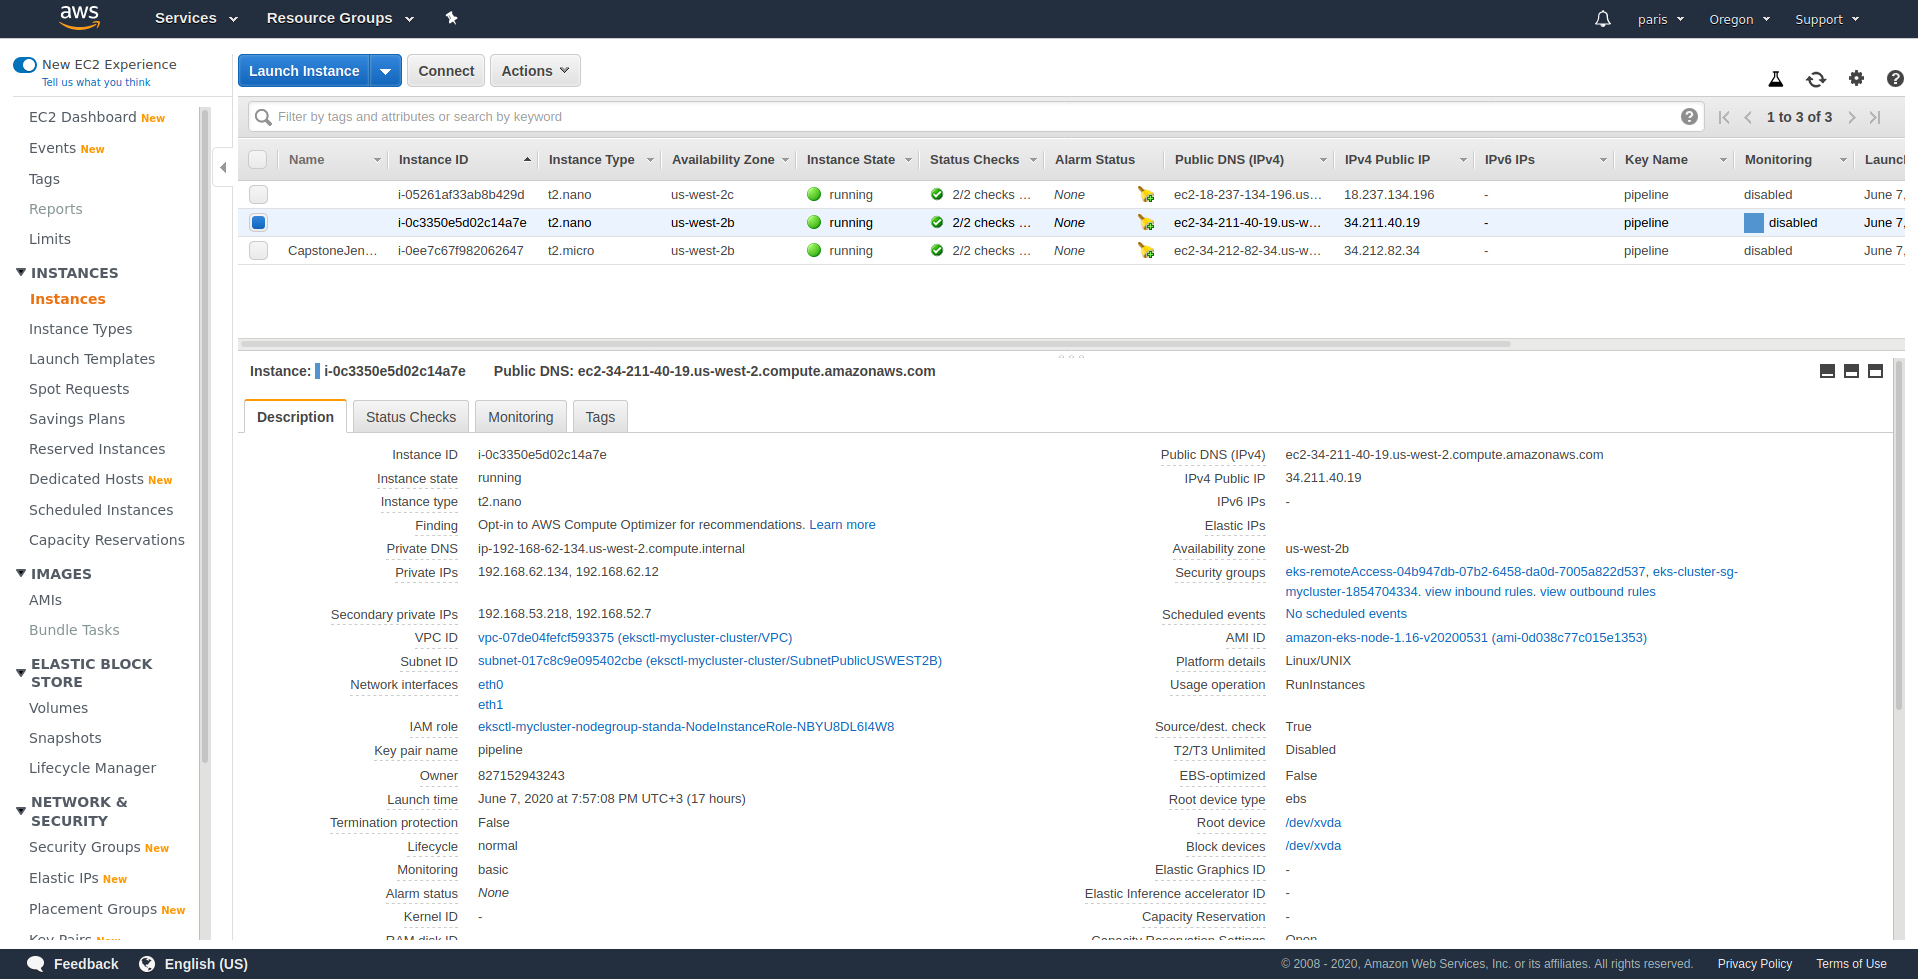 aws Services Resource Groups paris Oregon Support
New EC2 Experience
Tell us what you think
EC2 Dashboard New
Events New
Tags
Reports
Limits
INSTANCES
Instances
Instance Types
Launch Templates
Spot Requests
Savings Plans
Reserved Instances
Dedicated Hosts New
Scheduled Instances
Capacity Reservations
IMAGES
AMIs
Bundle Tasks
ELASTIC BLOCK
STORE
Volumes
Snapshots
Lifecycle Manager
NETWORK &
SECURITY
Security Groups New
Elastic IPs New
Placement Groups New
Key Pairs New
Launch Instance Connect Actions
Filter by tags and attributes or search by keyword 1 to 3 of 3
Name Instance ID Instance Type Availability Zone Instance State Status Checks Alarm Status Public DNS (IPv4) IPv4 Public IP IPv6 IPs Key Name Monitoring Launc
i-05261af33ab8b429d t2.nano us-west-2c running 2/2 checks ... None ec2-18-237-134-196.us... 18.237.134.196 - pipeline disabled June 7,
i-0c3350e5d02c14a7e t2.nano us-west-2b running 2/2 checks ... None ec2-34-211-40-19.us-w... 34.211.40.19 - pipeline disabled June 7,
CapstoneJen... i-0ee7c67f982062647 t2.micro us-west-2b running 2/2 checks ... None ec2-34-212-82-34.us-w... 34.212.82.34 - pipeline disabled June 7,
Instance: i-0c3350e5d02c14a7e Public DNS: ec2-34-211-40-19.us-west-2.compute.amazonaws.com
Description Status Checks Monitoring Tags
Instance ID i-0c3350e5d02c14a7e
Instance state running
Instance type t2.nano
Finding Opt-in to AWS Compute Optimizer for recommendations. Learn more
Private DNS ip-192-168-62-134.us-west-2.compute.internal
Private IPs 192.168.62.134, 192.168.62.12
Secondary private IPs 192.168.53.218, 192.168.52.7
VPC ID vpc-07de04fefcf593375 (eksctl-mycluster-cluster/VPC)
Subnet ID subnet-017c8c9e095402cbe (eksctl-mycluster-cluster/SubnetPublicUSWEST2B)
Network interfaces eth0
eth1
IAM role eksctl-mycluster-nodegroup-standa-NodeInstanceRole-NBYU8DL6I4W8
Key pair name pipeline
Owner 827152943243
Launch time June 7, 2020 at 7:57:08 PM UTC+3 (17 hours)
Termination protection False
Lifecycle normal
Monitoring basic
Alarm status None
Kernel ID -
RAM disk ID
Public DNS (IPv4) ec2-34-211-40-19.us-west-2.compute.amazonaws.com
IPv4 Public IP 34.211.40.19
IPv6 IPs -
Elastic IPs
Availability zone us-west-2b
Security groups eks-remoteAccess-04b947db-07b2-6458-da0d-7005a822d537, eks-cluster-sg-
mycluster-1854704334. view inbound rules. view outbound rules
Scheduled events No scheduled events
AMI ID amazon-eks-node-1.16-v20200531 (ami-0d038c77c015e1353)
Platform details Linux/UNIX
Usage operation RunInstances
Source/dest. check True
T2/T3 Unlimited Disabled
EBS-optimized False
Root device type ebs
Root device /dev/xvda
Block devices /dev/xvda
Elastic Graphics ID -
Elastic Inference accelerator ID -
Capacity Reservation -
Capacity Reservation Settings Open
Feedback English (US) © 2008 - 2020, Amazon Web Services, Inc. or its affiliates. All rights reserved. Privacy Policy Terms of Use